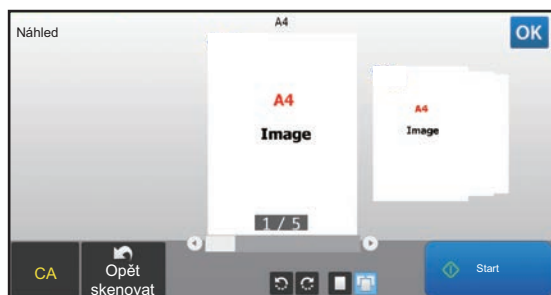 Náhled
A4
OK
A4
Image
A4
Image
1 / 5
CA
Opět
skenovat
Start